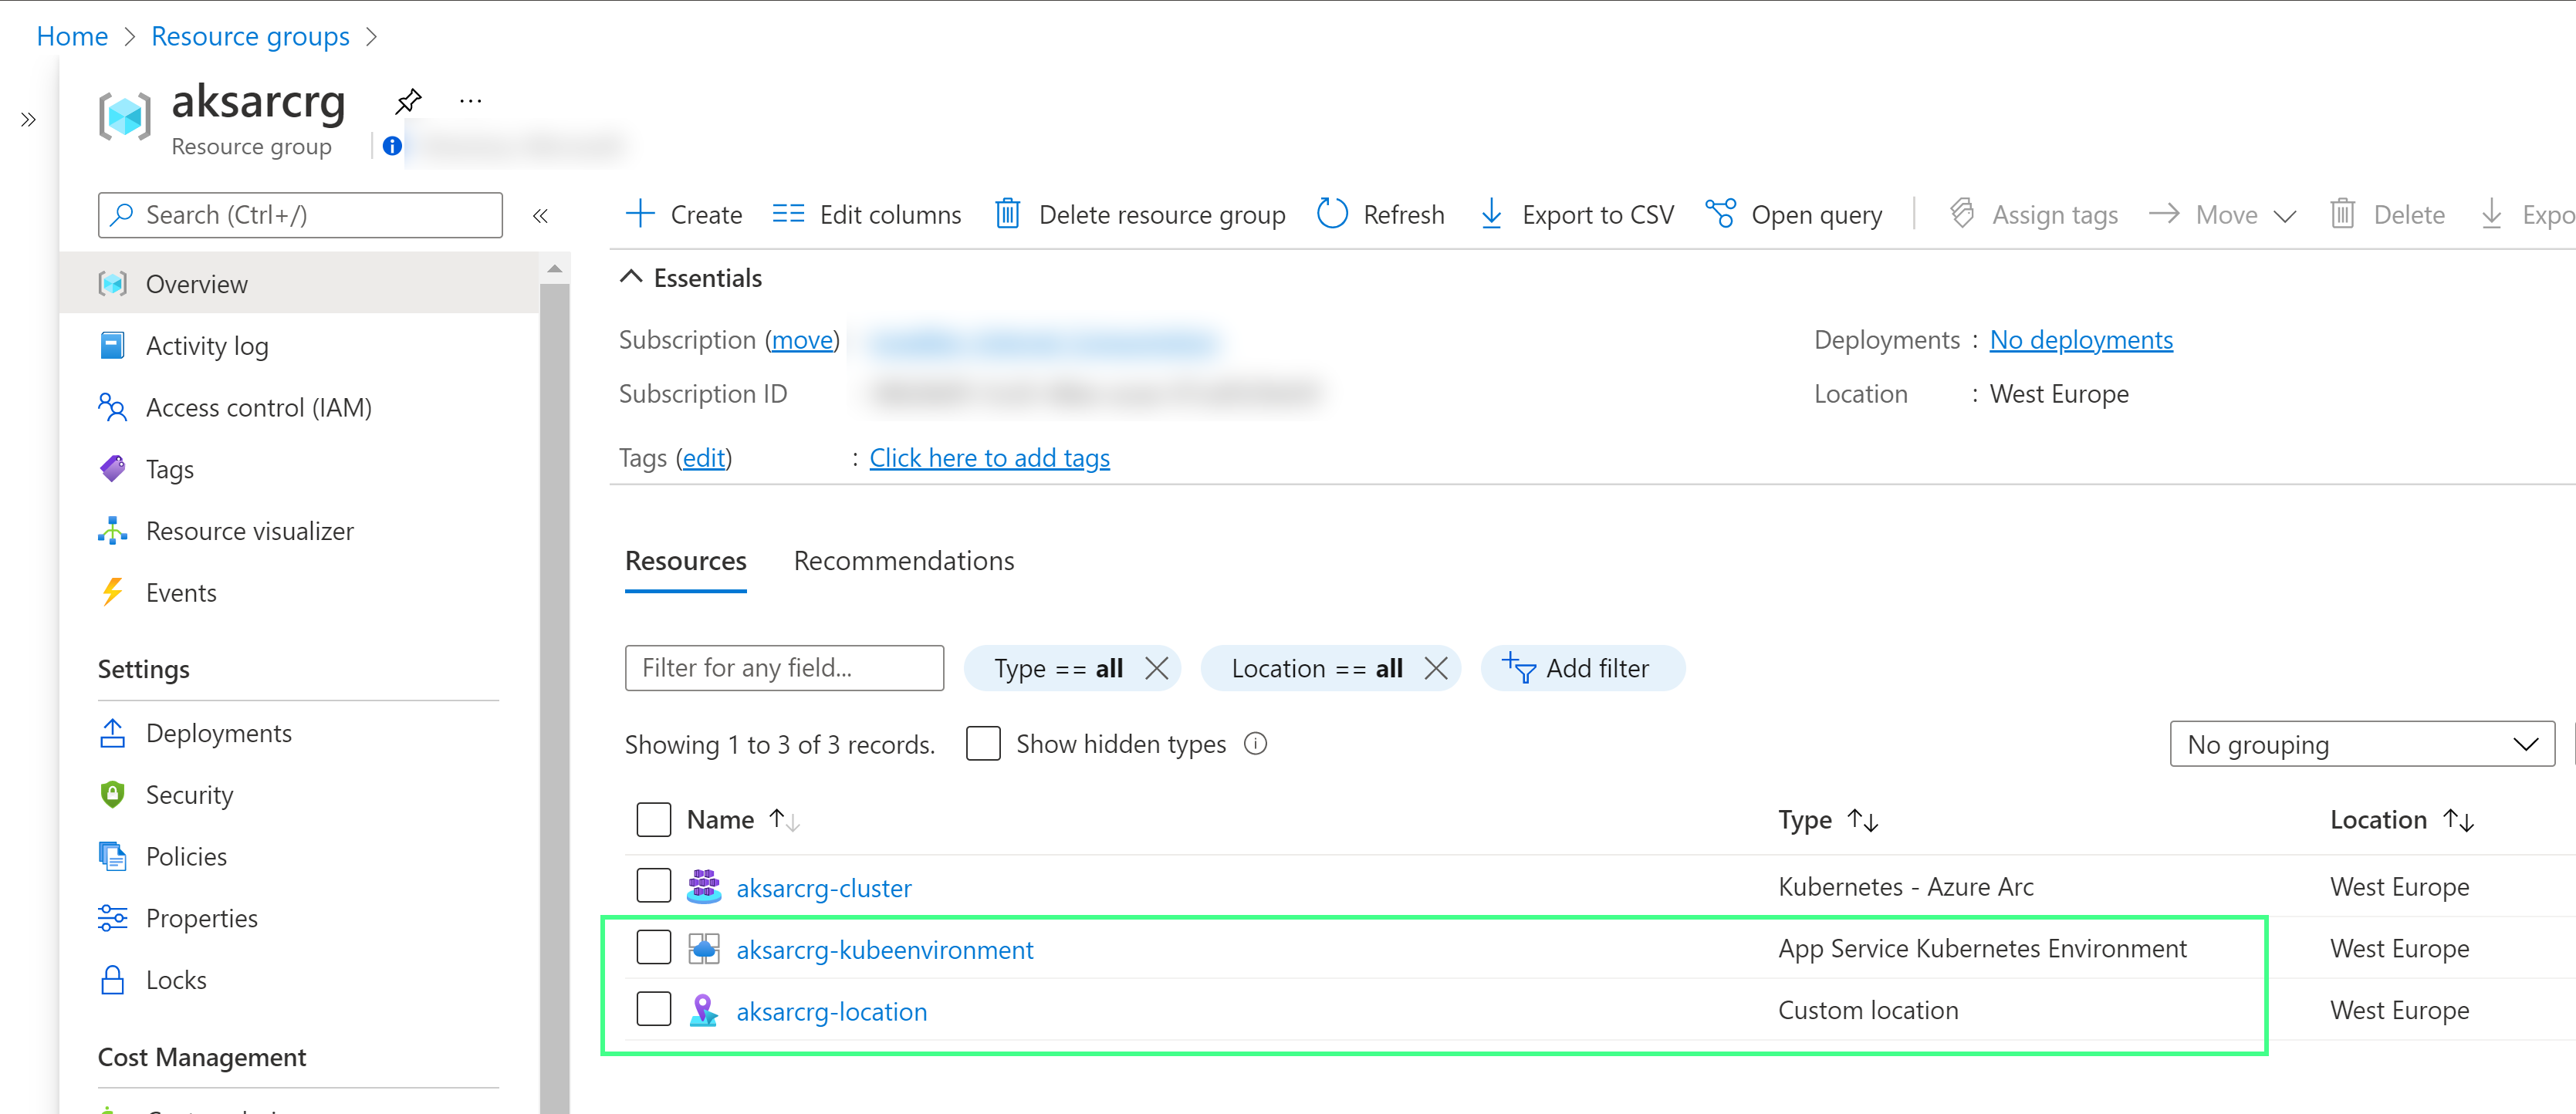 Home > Resource groups >
aksarcrg ...
Resource group
Search (Ctrl+/)
Overview
Activity log
Access control (IAM)
Tags
Resource visualizer
Events
Settings
Deployments
Security
Policies
Properties
Locks
Cost Management
Create Edit columns Delete resource group Refresh Export to CSV Open query Assign tags Move Delete
Essentials
Subscription (move)
Deployments : No deployments
Subscription ID
Location : West Europe
Tags (edit) : Click here to add tags
Resources Recommendations
Filter for any field... Type == all Location == all Add filter
Showing 1 to 3 of 3 records. Show hidden types No grouping
Name Type Location
aksarcrg-cluster Kubernetes - Azure Arc West Europe
aksarcrg-kubeenvironment App Service Kubernetes Environment West Europe
aksarcrg-location Custom location West Europe